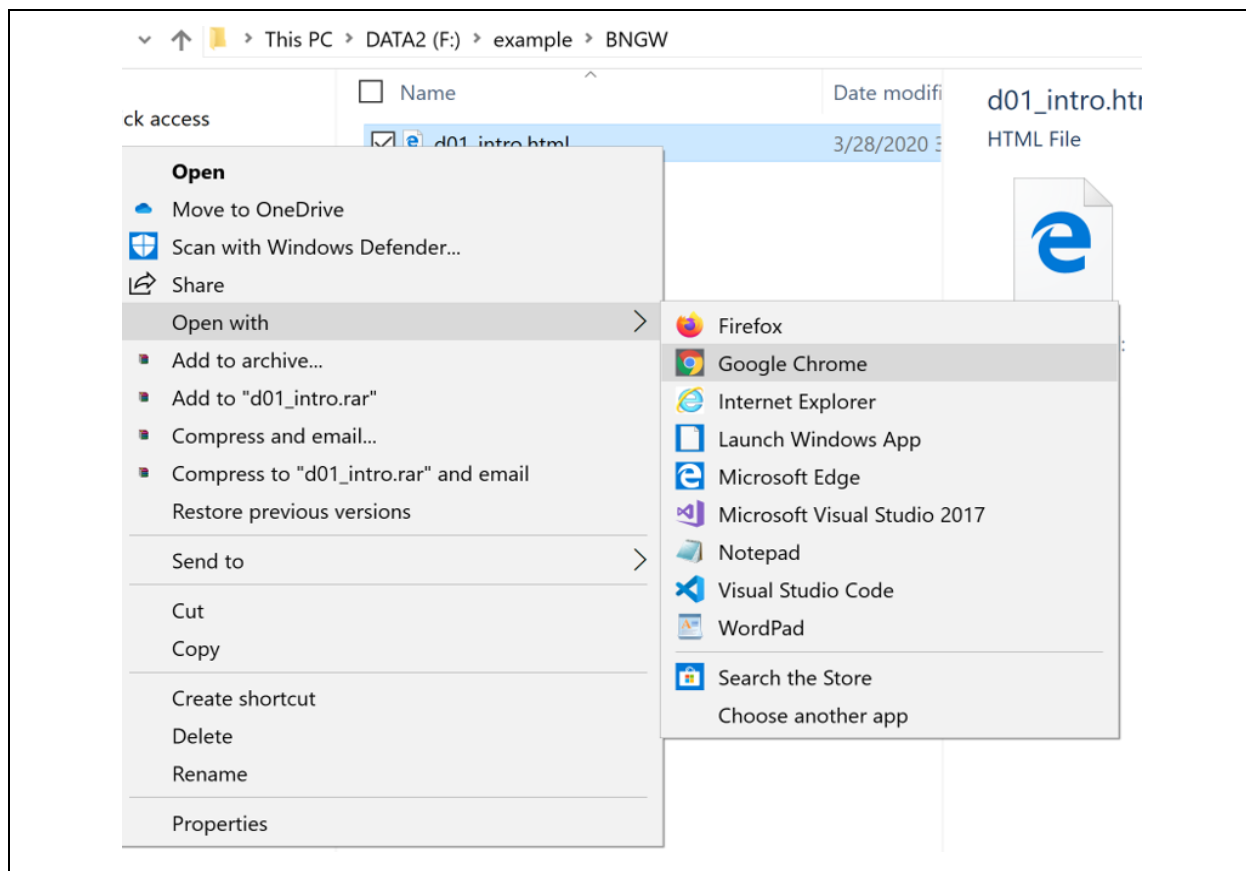 This PC > DATA2 (F:) > example > BNGW
Name
Date modifi
d01_intro.htm
HTML File
ck access
d01_intro.html
3/28/2020 3
Open
Move to OneDrive
Scan with Windows Defender...
Share
Open with
Add to archive...
Add to "d01_intro.rar"
Compress and email...
Compress to "d01_intro.rar" and email
Restore previous versions
Send to
Cut
Copy
Create shortcut
Delete
Rename
Properties
Firefox
Google Chrome
Internet Explorer
Launch Windows App
Microsoft Edge
Microsoft Visual Studio 2017
Notepad
Visual Studio Code
WordPad
Search the Store
Choose another app